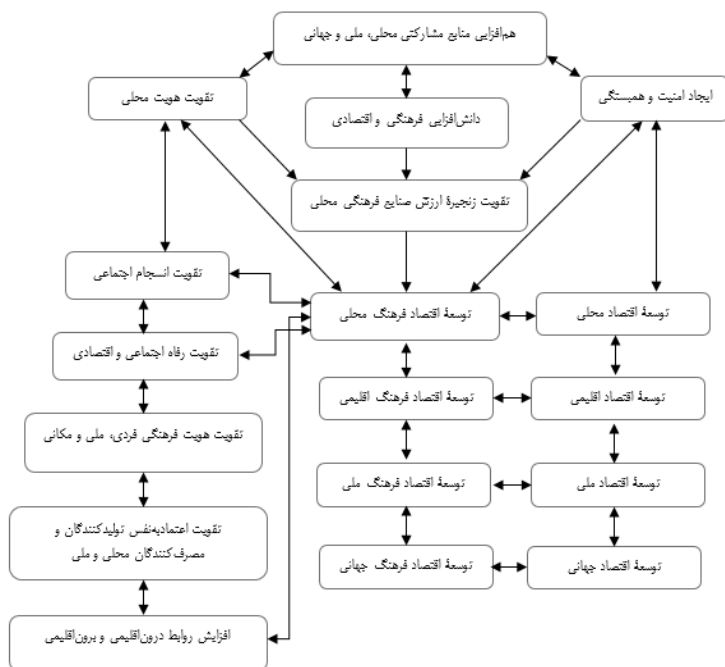 هم‌افزایی منابع مشارکتی محلی، ملی و جهانی
ایجاد امنیت و همبستگی
تقویت هویت محلی
دانش‌افزایی فرهنگی و اقتصادی
تقویت زنجیرهٔ ارزش صنایع فرهنگی محلی
تقویت انسجام اجتماعی
توسعهٔ اقتصاد محلی
توسعهٔ اقتصاد فرهنگ محلی
تقویت رفاه اجتماعی و اقتصادی
توسعهٔ اقتصاد اقلیمی
توسعهٔ اقتصاد فرهنگ اقلیمی
تقویت هویت فرهنگی فردی، ملی و مکانی
توسعهٔ اقتصاد ملی
توسعهٔ اقتصاد فرهنگ ملی
تقویت اعتمادبه‌نفس تولیدکنندگان و
مصرف‌کنندگان محلی و ملی
توسعهٔ اقتصاد جهانی
توسعهٔ اقتصاد فرهنگ جهانی
افزایش روابط درون‌اقلیمی و برون‌اقلیمی